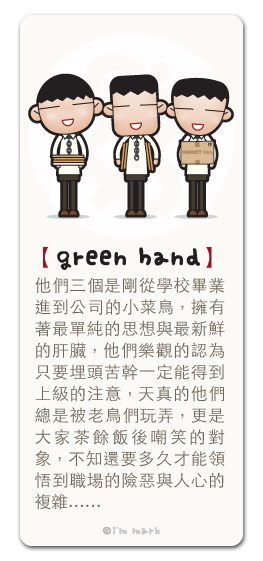 【green hand】
他們三個是剛從學校畢業
進到公司的小菜鳥，擁有
著最單純的思想與最新鮮
的肝臟，他們樂觀的認為
只要埋頭苦幹一定能得到
上級的注意，天真的他們
總是被老鳥們玩弄，更是
大家茶餘飯後嘲笑的對
象，不知還要多久才能領
悟到職場的險惡與人心的
複雜……
©i'm mark